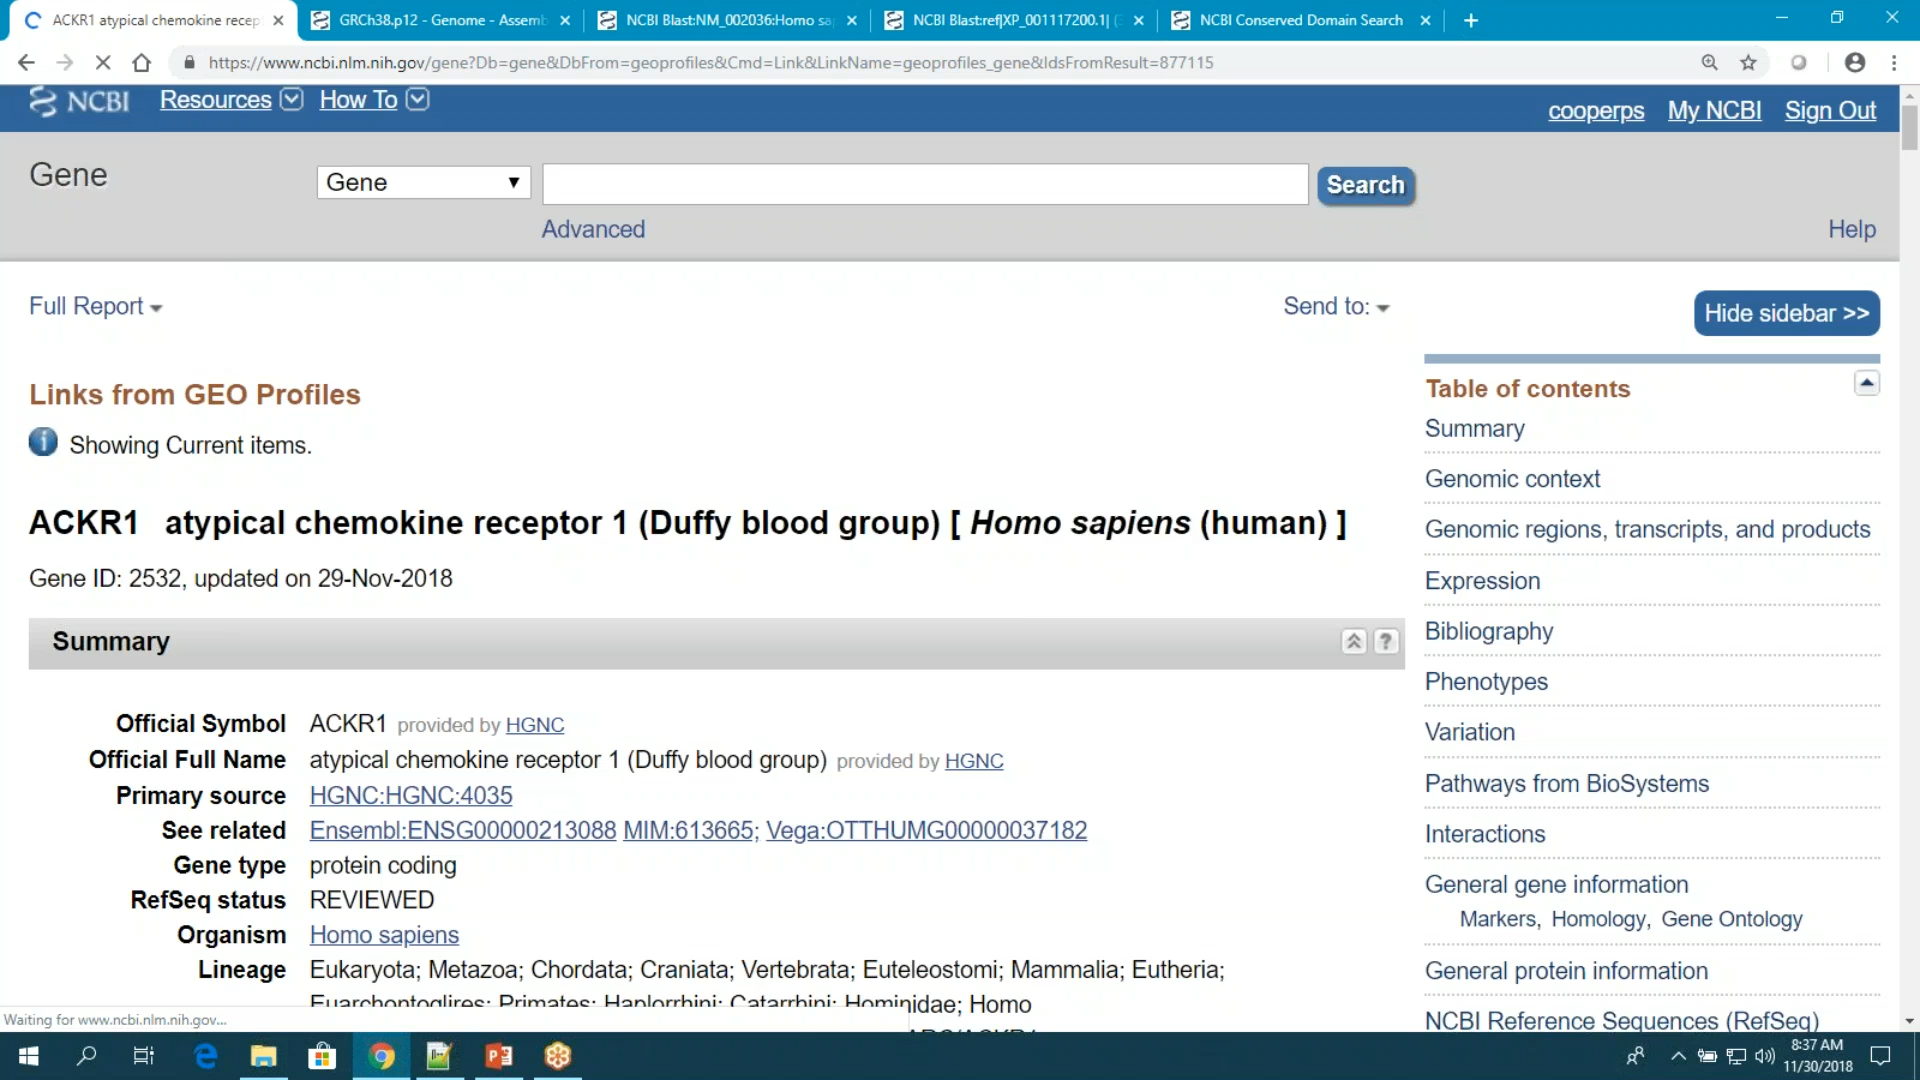 ACKR1 atypical chemokine recep
GRCh38.p12 - Genome - Assemb
NCBI Blast:NM_002036:Homo sa
NCBI Blast:ref|XP_001117200.1|
NCBI Conserved Domain Search
https://www.ncbi.nlm.nih.gov/gene?Db=gene&DbFrom=geoprofiles&Cmd=Link&LinkName=geoprofiles_gene&IdsFromResult=877115
NCBI Resources How To
cooperps My NCBI Sign Out
Gene
Gene
Search
Advanced
Help
Full Report
Send to:
Hide sidebar >>
Links from GEO Profiles
Showing Current items.
ACKR1 atypical chemokine receptor 1 (Duffy blood group) [ Homo sapiens (human) ]
Gene ID: 2532, updated on 29-Nov-2018
Summary
?
Official Symbol ACKR1 provided by HGNC
Official Full Name atypical chemokine receptor 1 (Duffy blood group) provided by HGNC
Primary source HGNC:HGNC:4035
See related Ensembl:ENSG00000213088 MIM:613665; Vega:OTTHUMG00000037182
Gene type protein coding
RefSeq status REVIEWED
Organism Homo sapiens
Lineage Eukaryota; Metazoa; Chordata; Craniata; Vertebrata; Euteleostomi; Mammalia; Eutheria;
Euarchontoglires; Primates; Haplorrhini; Catarrhini; Hominidae; Homo
Table of contents
Summary
Genomic context
Genomic regions, transcripts, and products
Expression
Bibliography
Phenotypes
Variation
Pathways from BioSystems
Interactions
General gene information
Markers, Homology, Gene Ontology
General protein information
NCBI Reference Sequences (RefSeq)
Waiting for www.ncbi.nlm.nih.gov...
8:37 AM
11/30/2018